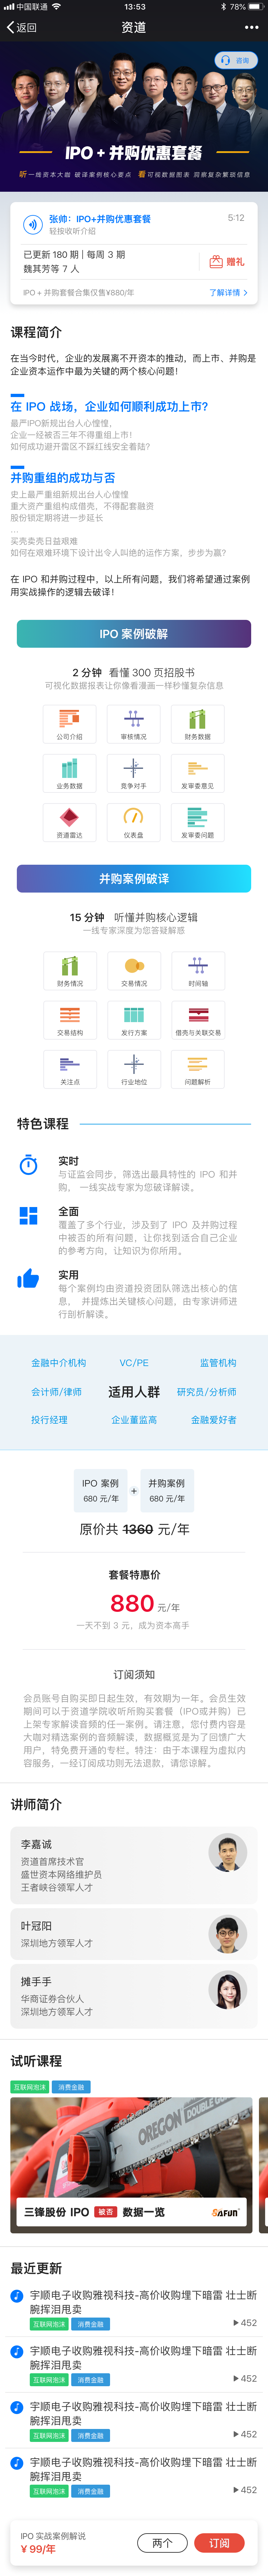 中国联通 13:53 78%
返回 资道
咨询
IPO + 并购优惠套餐
听一线资本大咖 破译案例核心要点 看可视数据图表 洞察复杂繁琐信息
张帅：IPO+并购优惠套餐 5:12
轻按收听介绍
已更新 180 期 | 每周 3 期
魏其芳等 7 人
赠礼
IPO + 并购套餐合集仅售¥880/年 了解详情
课程简介
在当今时代，企业的发展离不开资本的推动，而上市、并购是
企业资本运作中最为关键的两个核心问题！
在 IPO 战场，企业如何顺利成功上市？
最严IPO新规出台人心惶惶，
企业一经被否三年不得重组上市！
如何成功避开雷区不踩红线安全着陆？
并购重组的成功与否
史上最严重组新规出台人心惶惶
重大资产重组构成借壳，不得配套融资
股份锁定期将进一步延长
...
买壳卖壳日益艰难
如何在艰难环境下设计出令人叫绝的运作方案，步步为赢？
在 IPO 和并购过程中，以上所有问题，我们将希望通过案例
用实战操作的逻辑去破译！
IPO 案例破解
2 分钟 看懂 300 页招股书
可视化数据报表让你像看漫画一样秒懂复杂信息
公司介绍 审核情况 财务数据
业务数据 竞争对手 发审委意见
资道雷达 仪表盘 发审委问题
并购案例破译
15 分钟 听懂并购核心逻辑
一线专家深度为您答疑解惑
财务情况 交易情况 时间轴
交易结构 发行方案 借壳与关联交易
关注点 行业地位 问题解析
特色课程
实时
与证监会同步，筛选出最具特性的 IPO 和并
购， 一线实战专家为您破译解读。
全面
覆盖了多个行业，涉及到了 IPO 及并购过程
中被否的所有问题，让你找到适合自己企业
的参考方向，让知识为你所用。
实用
每个案例均由资道投资团队筛选出核心的信
息， 并提炼出关键核心问题，由专家讲师进
行剖析解读。
金融中介机构 VC/PE 监管机构
会计师/律师 适用人群 研究员/分析师
投行经理 企业董监高 金融爱好者
IPO 案例 并购案例
680 元/年 + 680 元/年
原价共 1360 元/年
套餐特惠价
880 元/年
一天不到 3 元，成为资本高手
订阅须知
会员账号自购买即日起生效，有效期为一年。会员生效
期间可以于资道学院收听所购买套餐（IPO或并购）已
上架专家解读音频的任一案例。请注意，您付费内容是
大咖对精选案例的音频解读，数据概览是为了回馈广大
用户，特免费开通的专栏。特注：由于本课程为虚拟内
容服务，一经订阅成功则无法退款，请您谅解。
讲师简介
李嘉诚
资道首席技术官
盛世资本网络维护员
王者峡谷领军人才
叶冠阳
深圳地方领军人才
摊手手
华商证券合伙人
深圳地方领军人才
试听课程
互联网泡沫 消费金融
OREGON DOUBLE
三锋股份 IPO 被否 数据一览 SAFUN
最近更新
宇顺电子收购雅视科技-高价收购埋下暗雷 壮士断
腕挥泪甩卖
互联网泡沫 消费金融 452
宇顺电子收购雅视科技-高价收购埋下暗雷 壮士断
腕挥泪甩卖
互联网泡沫 消费金融 452
宇顺电子收购雅视科技-高价收购埋下暗雷 壮士断
腕挥泪甩卖
互联网泡沫 消费金融 452
宇顺电子收购雅视科技-高价收购埋下暗雷 壮士断
腕挥泪甩卖
互联网泡沫 消费金融 452
IPO 实战案例解说
¥ 99/年
两个 订阅